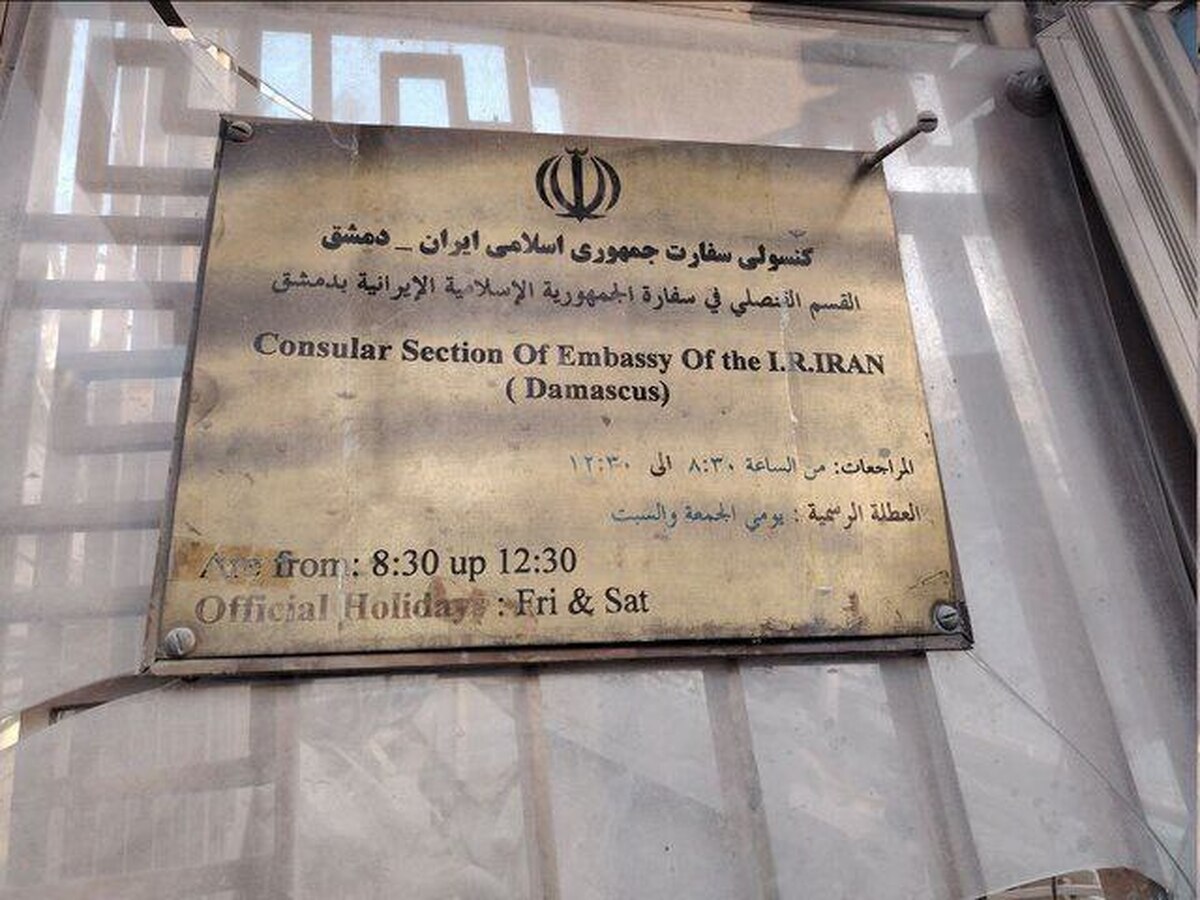 کنسولی سفارت جمهوری اسلامی ایران _ دمشق
القسم القنصلي في سفارة الجمهورية الإسلامية الإيرانية بدمشق
Consular Section Of Embassy Of the I.R.IRAN
( Damascus)
المراجعات: من الساعة ٨:٣٠ الى ١٢:٣٠
العطلة الرسمية : يومي الجمعة والسبت
Are from: 8:30 up 12:30
Official Holidays : Fri & Sat